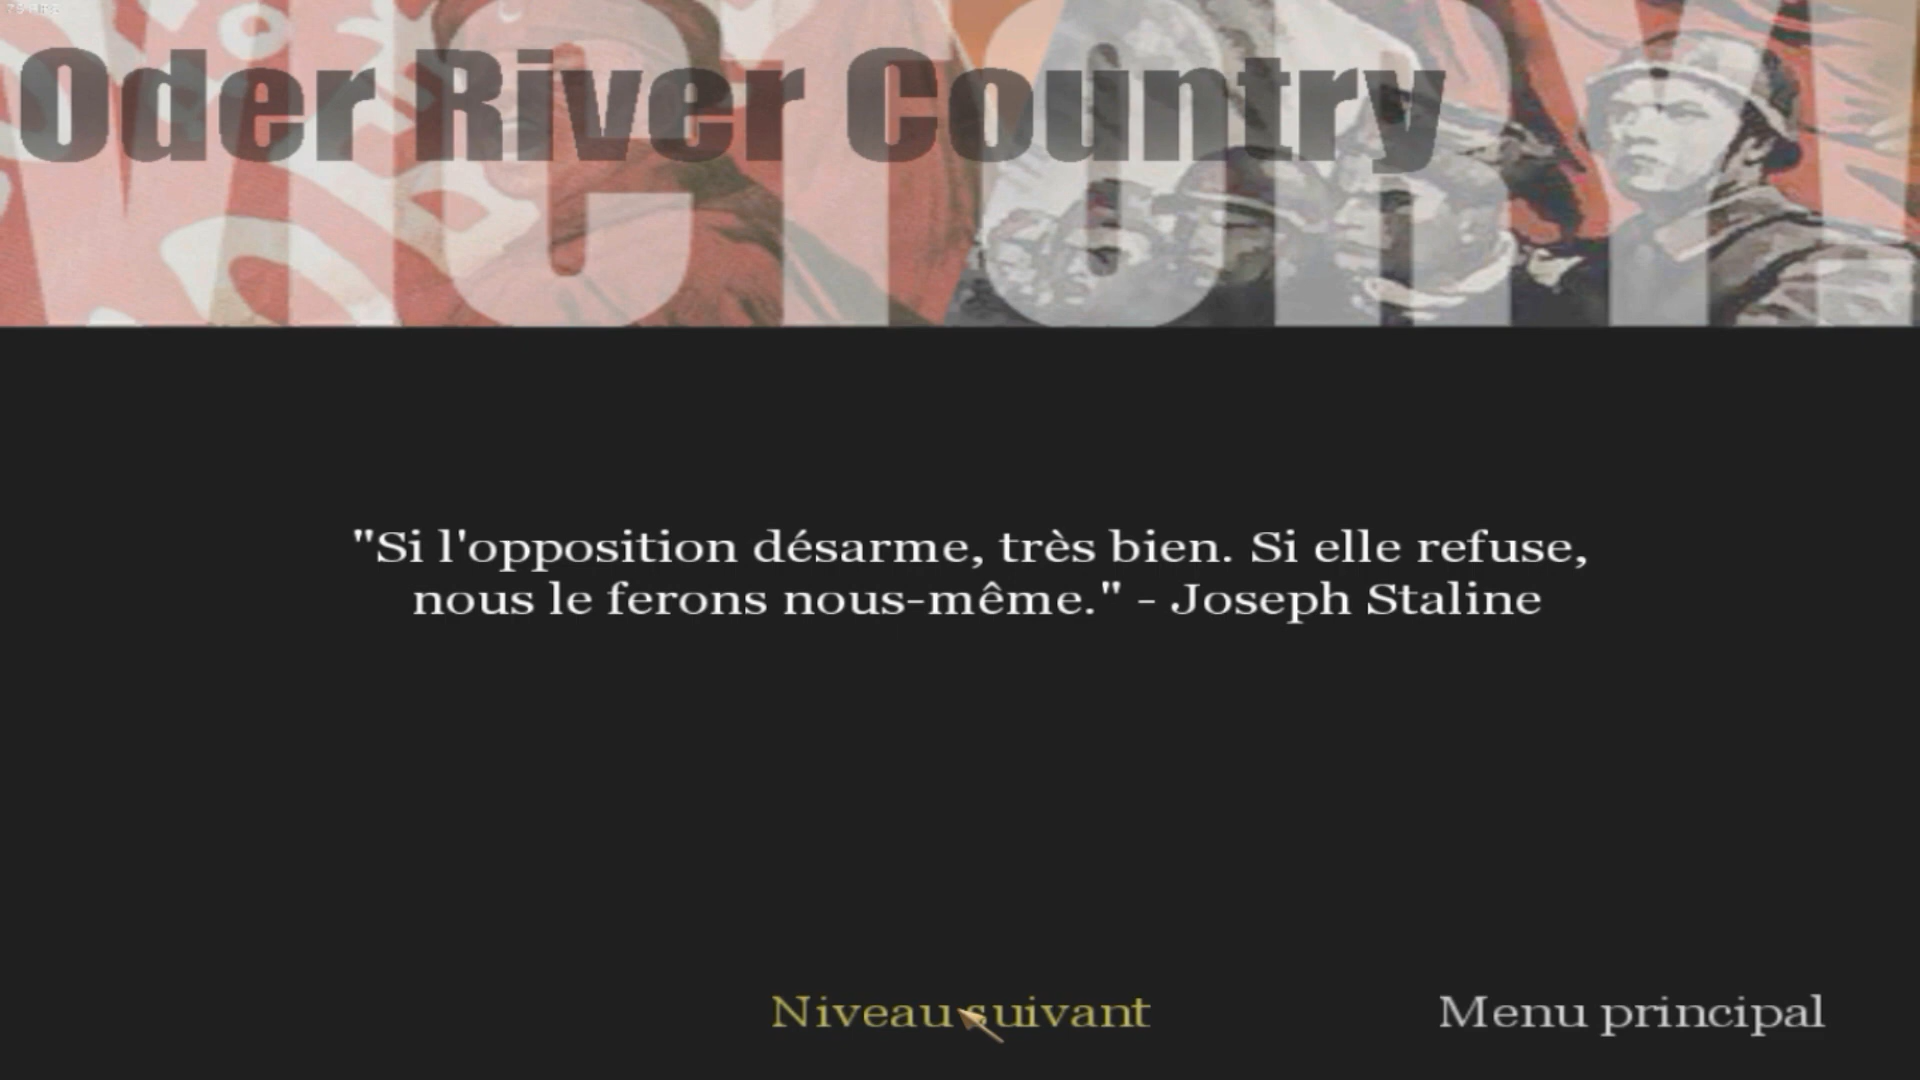 Oder River Country
VICTORY
"Si l'opposition désarme, très bien. Si elle refuse,
nous le ferons nous-même." - Joseph Staline
Niveau suivant
Menu principal